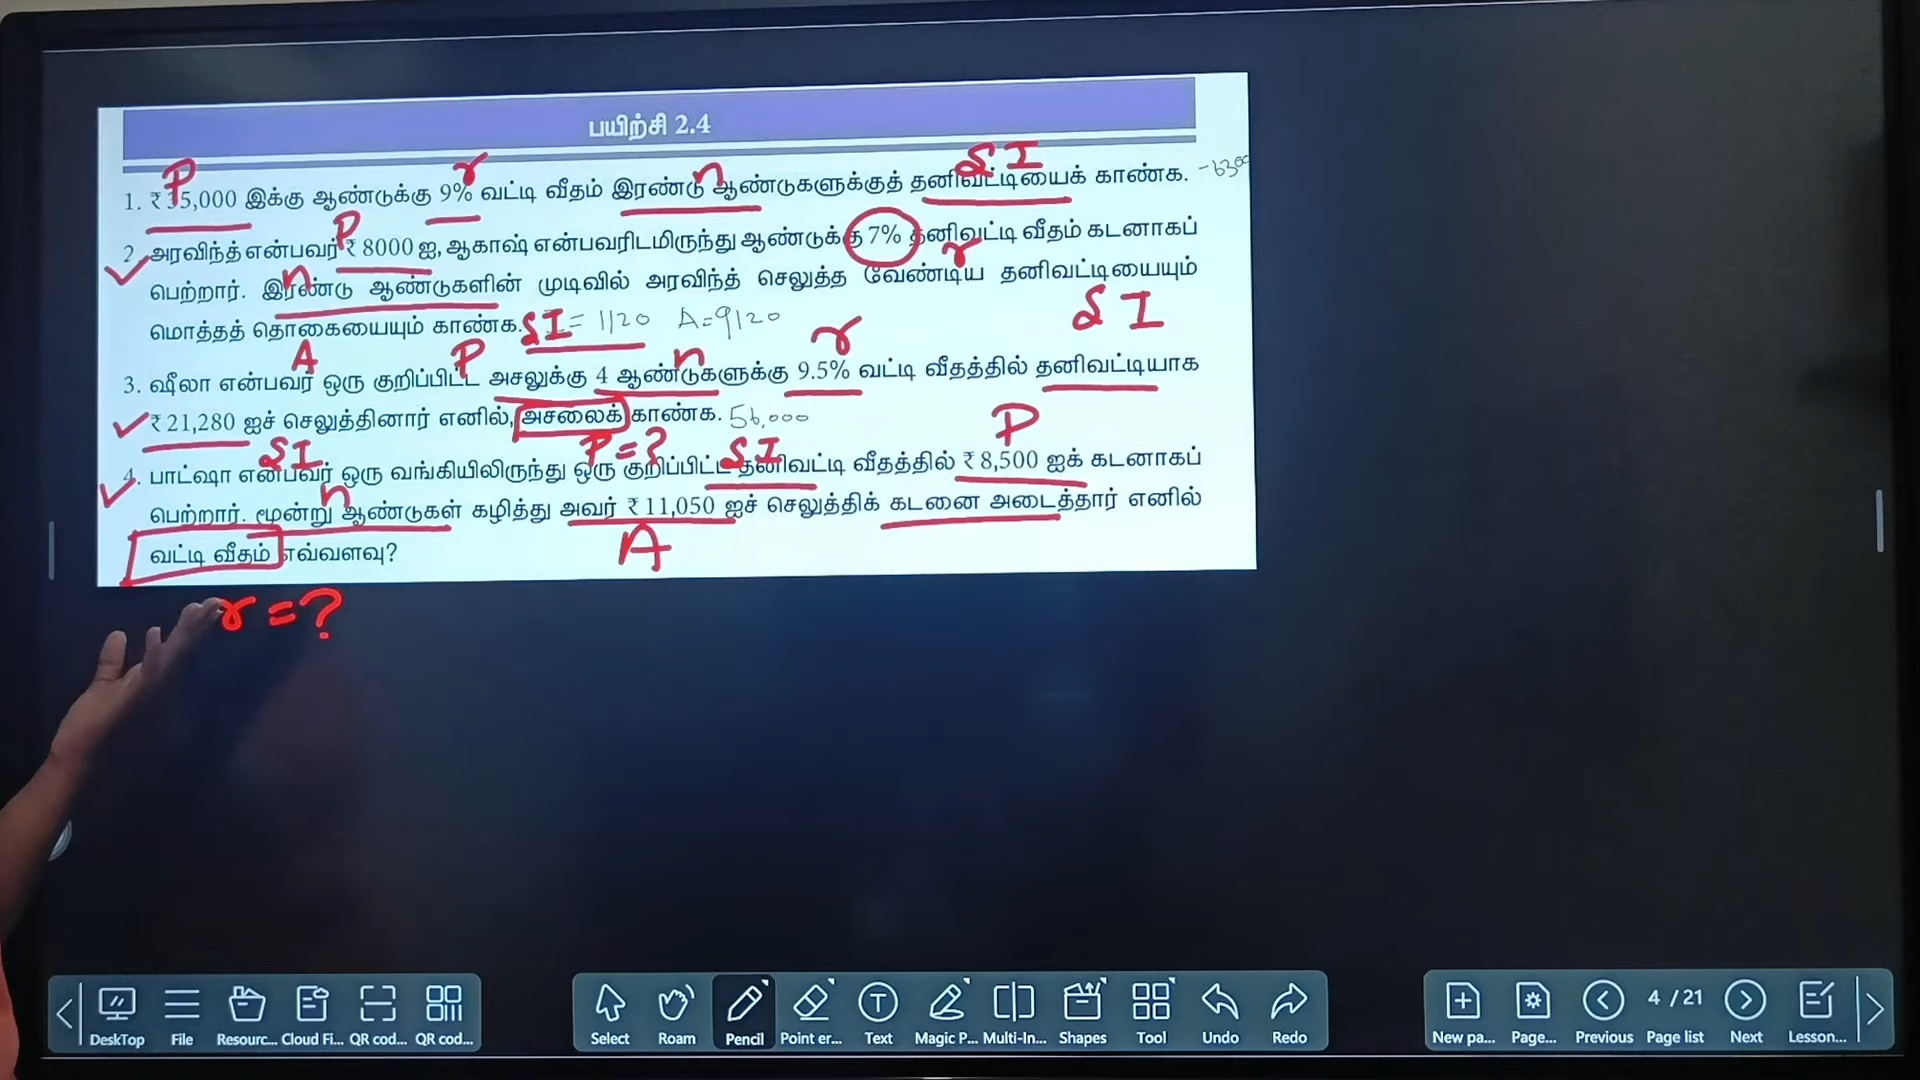 பயிற்சி 2.4
P r n SI
1. ₹ 35,000 இக்கு ஆண்டுக்கு 9% வட்டி வீதம் இரண்டு ஆண்டுகளுக்குத் தனிவட்டியைக் காண்க. - 6300
P
2. அரவிந்த் என்பவர் ₹ 8000 ஐ, ஆகாஷ் என்பவரிடமிருந்து ஆண்டுக்கு 7% தனிவட்டி வீதம் கடனாகப்
n r
பெற்றார். இரண்டு ஆண்டுகளின் முடிவில் அரவிந்த் செலுத்த வேண்டிய தனிவட்டியையும்
SI
மொத்தத் தொகையையும் காண்க. SI = 1120 A=9120
A P n r
3. ஷீலா என்பவர் ஒரு குறிப்பிட்ட அசலுக்கு 4 ஆண்டுகளுக்கு 9.5% வட்டி வீதத்தில் தனிவட்டியாக
₹ 21,280 ஐச் செலுத்தினார் எனில், அசலைக் காண்க. 56,000
SI P=? SI P
4. பாட்ஷா என்பவர் ஒரு வங்கியிலிருந்து ஒரு குறிப்பிட்ட தனிவட்டி வீதத்தில் ₹ 8,500 ஐக் கடனாகப்
n
பெற்றார். மூன்று ஆண்டுகள் கழித்து அவர் ₹ 11,050 ஐச் செலுத்திக் கடனை அடைத்தார் எனில்
A
வட்டி வீதம் எவ்வளவு?
r = ?
DeskTop File Resourc... Cloud Fi... QR cod... QR cod... Select Roam Pencil Point er... Text Magic P... Multi-In... Shapes Tool Undo Redo New pa... Page... Previous 4 / 21 Page list Next Lesson...